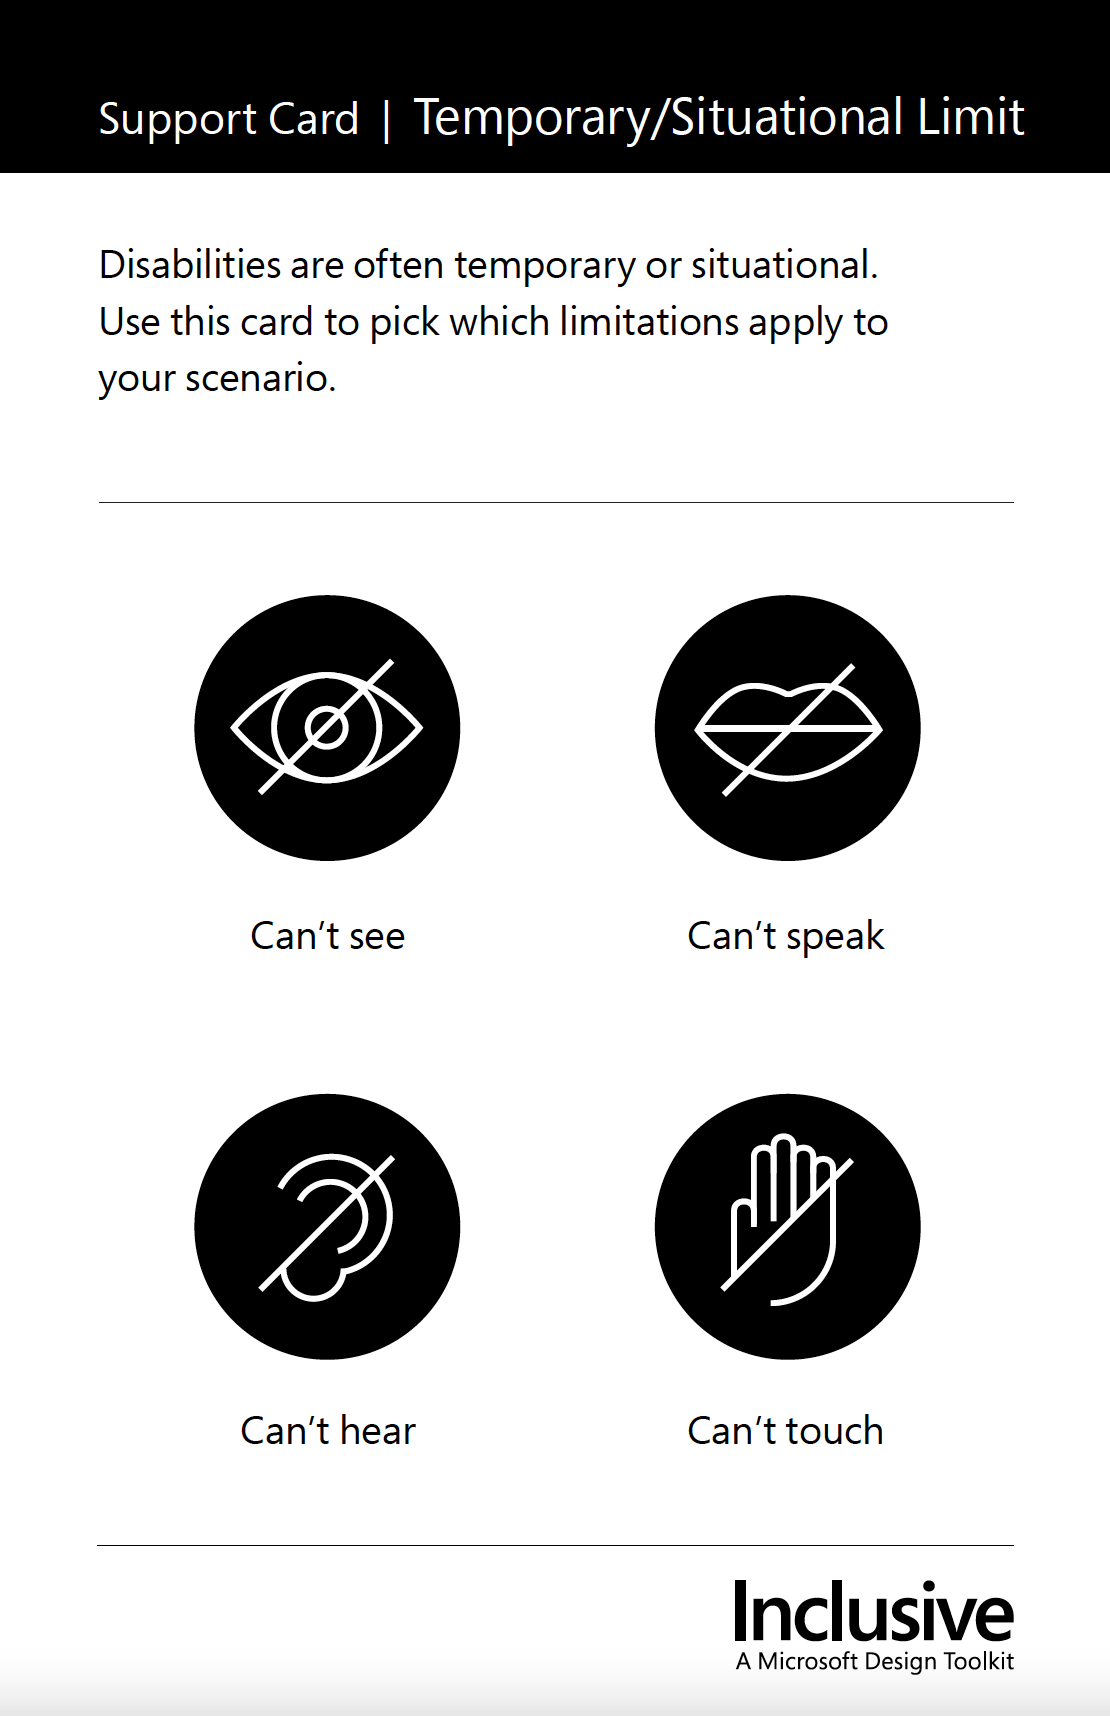 Support Card | Temporary/Situational Limit
Disabilities are often temporary or situational.
Use this card to pick which limitations apply to
your scenario.
Can’t see
Can’t speak
Can’t hear
Can’t touch
Inclusive
A Microsoft Design Toolkit